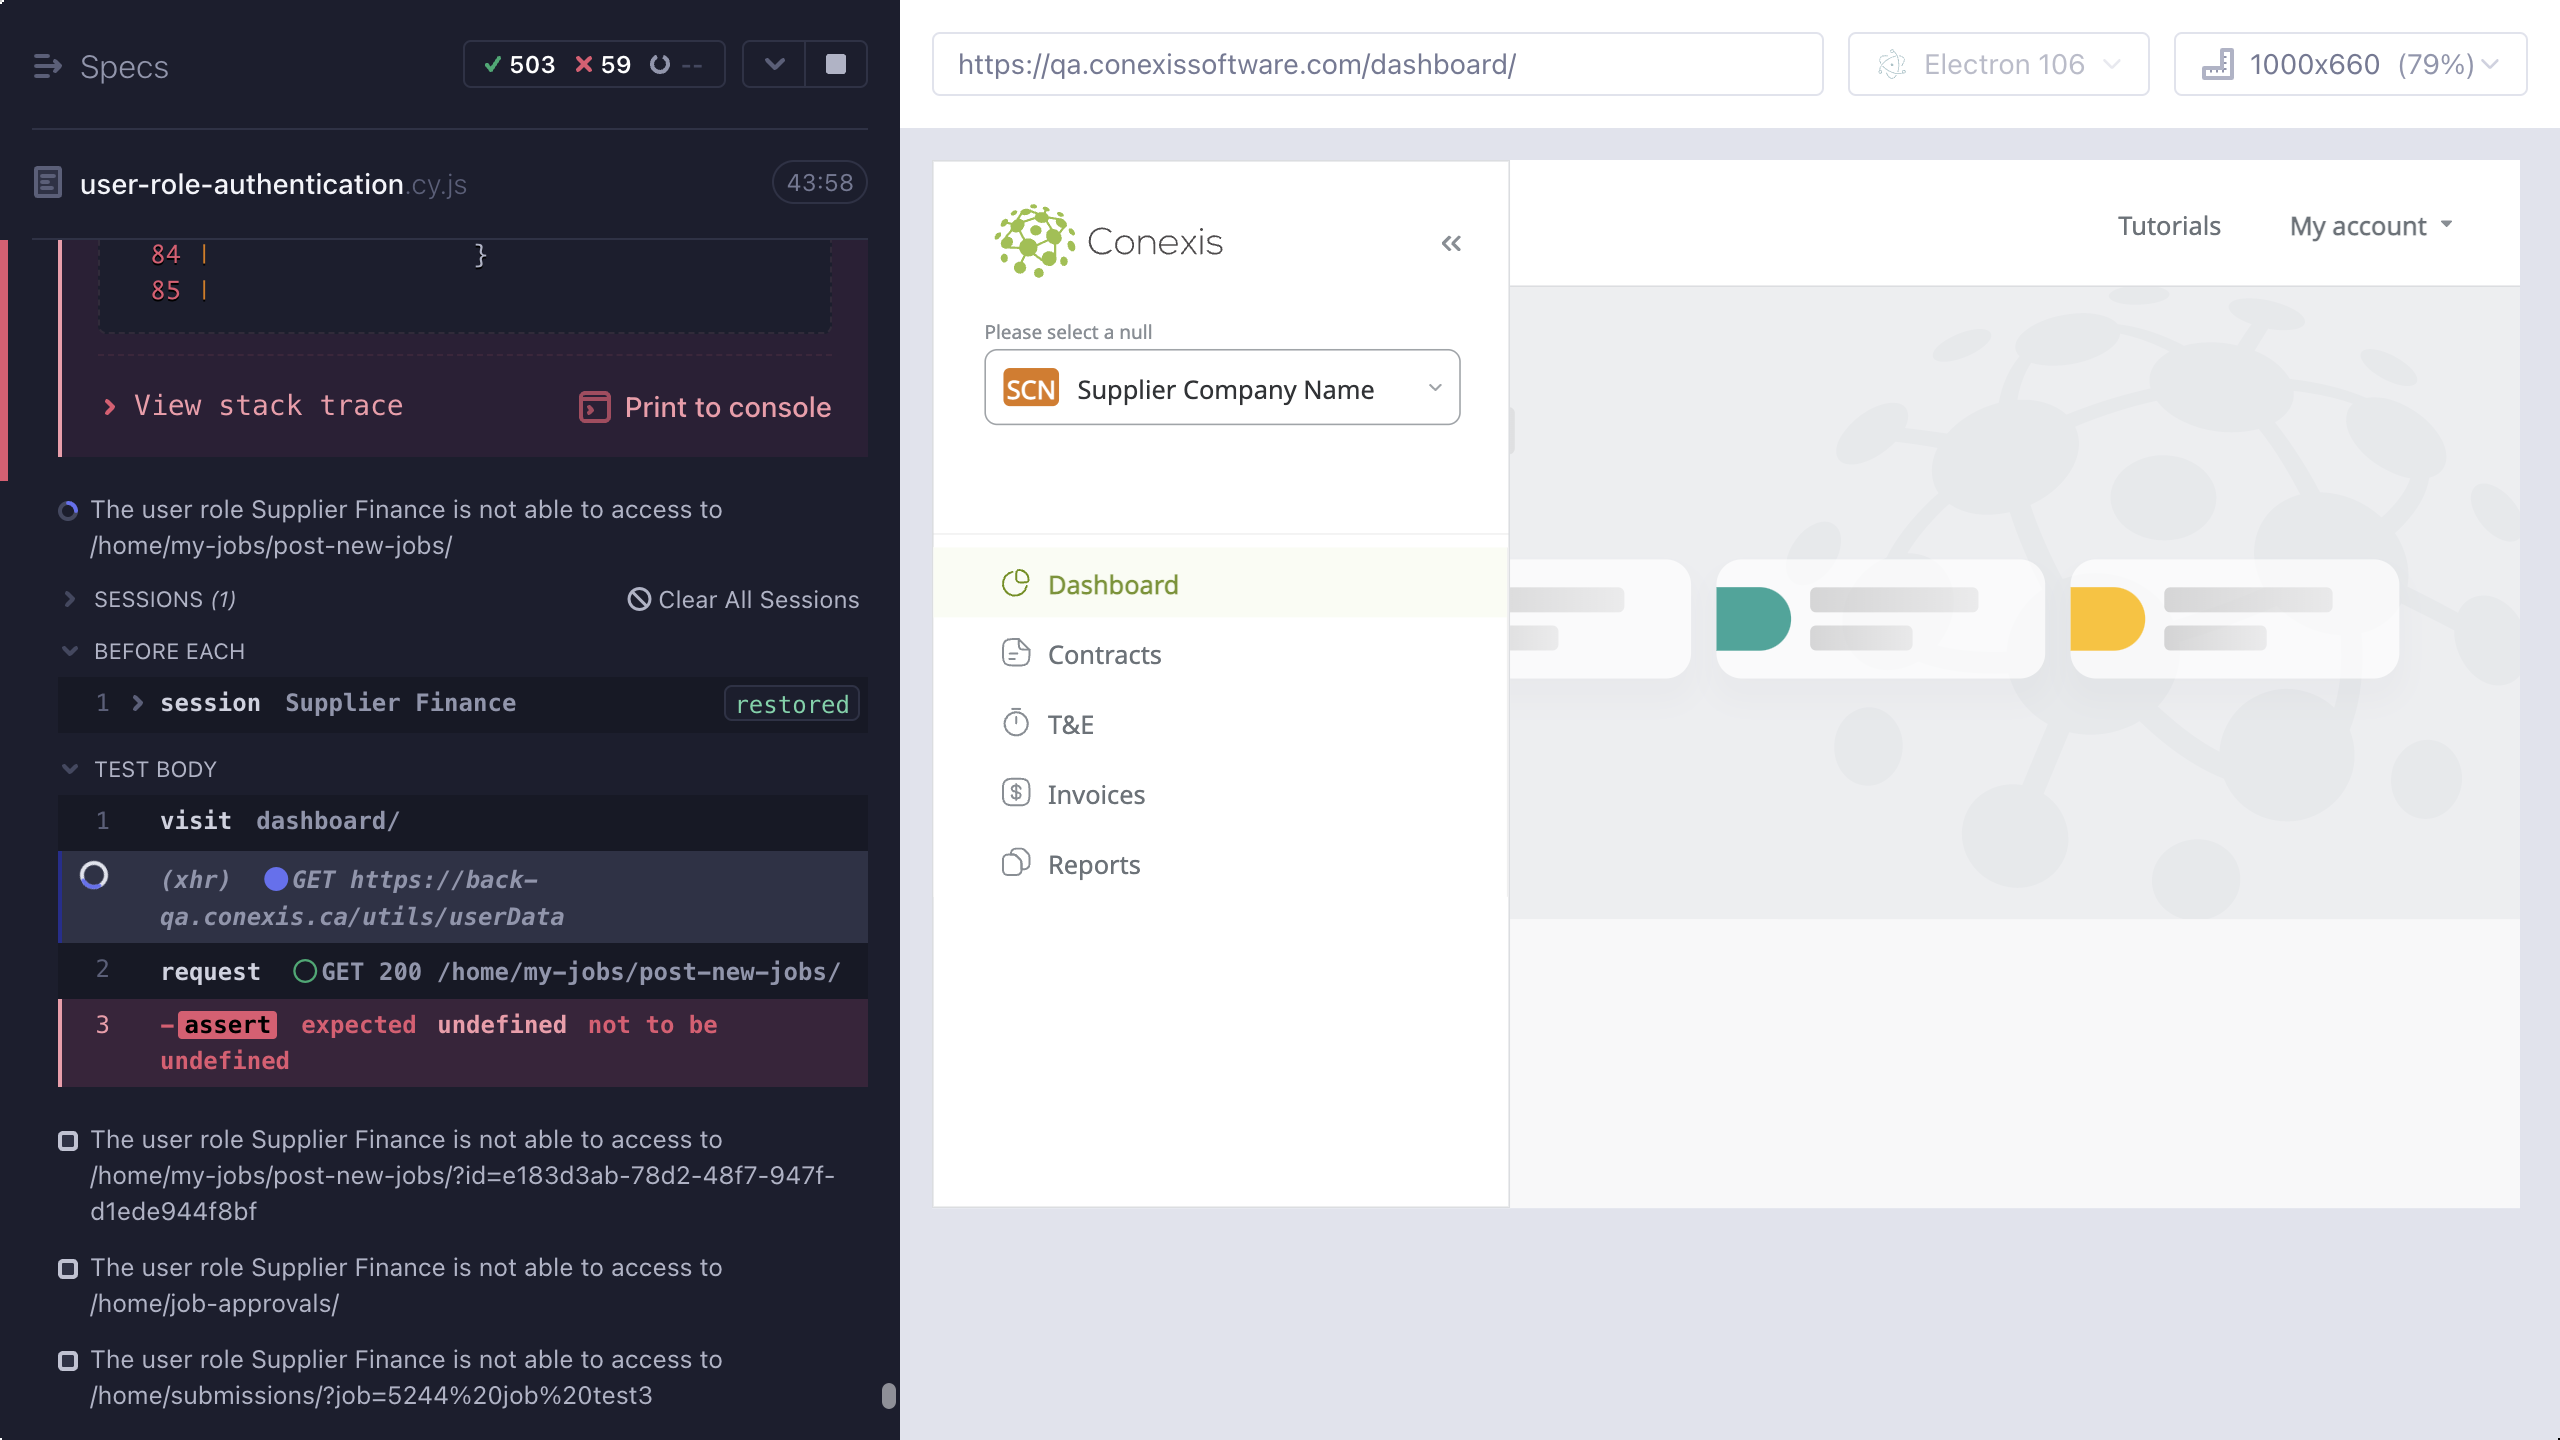 Specs
503 59 --
user-role-authentication.cy.js
43:58
84 | }
85 |
View stack trace
Print to console
The user role Supplier Finance is not able to access to
/home/my-jobs/post-new-jobs/
SESSIONS (1)
Clear All Sessions
BEFORE EACH
1 session Supplier Finance restored
TEST BODY
1 visit dashboard/
(xhr) GET https://back-
qa.conexis.ca/utils/userData
2 request GET 200 /home/my-jobs/post-new-jobs/
3 -assert expected undefined not to be
undefined
The user role Supplier Finance is not able to access to
/home/my-jobs/post-new-jobs/?id=e183d3ab-78d2-48f7-947f-
d1ede944f8bf
The user role Supplier Finance is not able to access to
/home/job-approvals/
The user role Supplier Finance is not able to access to
/home/submissions/?job=5244%20job%20test3
https://qa.conexissoftware.com/dashboard/
Electron 106
1000x660 (79%)
Conexis
Tutorials
My account
Please select a null
SCN Supplier Company Name
Dashboard
Contracts
T&E
Invoices
Reports